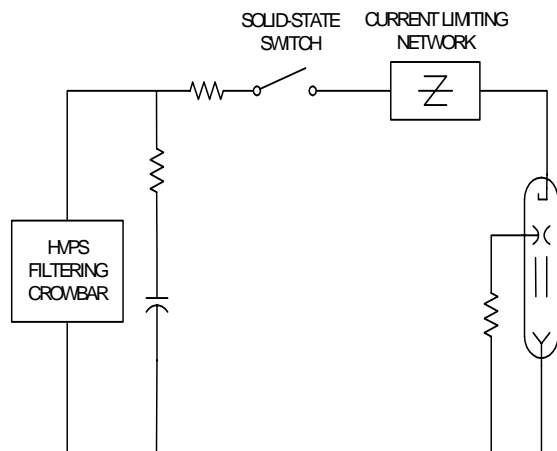 SOLID-STATE
SWITCH
CURRENT LIMITING
NETWORK
Z
HVPS
FILTERING
CROWBAR